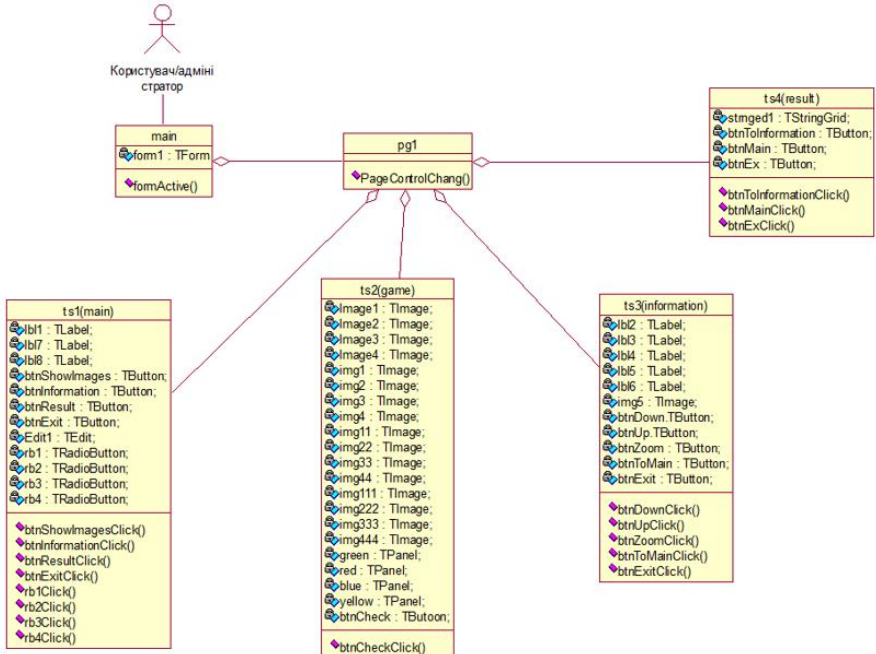 Користувач/адміні
стратор
main
form1 : TForm
formActive()
pg1
PageControlChang()
ts4(result)
strnged1 : TStringGrid;
btnToInformation : TButton;
btnMain : TButton;
btnEx : TButton;
btnToInformationClick()
btnMainClick()
btnExClick()
ts1(main)
lbl1 : TLabel;
lbl7 : TLabel;
lbl8 : TLabel;
btnShowImages : TButton;
btnInformation : TButton;
btnResult : TButton;
btnExit : TButton;
Edit1 : TEdit;
rb1 : TRadioButton;
rb2 : TRadioButton;
rb3 : TRadioButton;
rb4 : TRadioButton;
btnShowImagesClick()
btnInformationClick()
btnResultClick()
btnExitClick()
rb1Click()
rb2Click()
rb3Click()
rb4Click()
ts2(game)
Image1 : TImage;
Image2 : TImage;
Image3 : TImage;
Image4 : TImage;
img1 : TImage;
img2 : TImage;
img3 : TImage;
img4 : TImage;
img11 : TImage;
img22 : TImage;
img33 : TImage;
img44 : TImage;
img111 : TImage;
img222 : TImage;
img333 : TImage;
img444 : TImage;
green : TPanel;
red : TPanel;
blue : TPanel;
yellow : TPanel;
btnCheck : TButoon;
btnCheckClick()
ts3(information)
lbl2 : TLabel;
lbl3 : TLabel;
lbl4 : TLabel;
lbl5 : TLabel;
lbl6 : TLabel;
img5 : TImage;
btnDown.TButton;
btnUp.TButton;
btnZoom : TButton;
btnToMain : TButton;
btnExit : TButton;
btnDownClick()
btnUpClick()
btnZoomClick()
btnToMainClick()
btnExitClick()